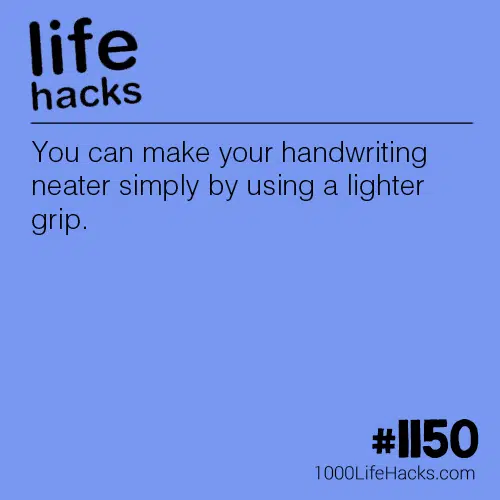 life
hacks
You can make your handwriting
neater simply by using a lighter
grip.
#1150
1000LifeHacks.com